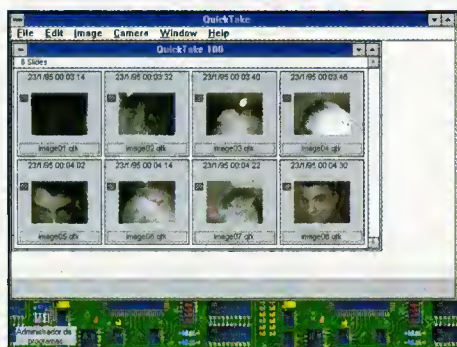 QuickTake
File Edit Image Camera Window Help
QuickTake 100
8 Slides
23/1/95 00:03:14 23/1/95 00:03:32 23/1/95 00:03:40 23/1/95 00:03:46
image01.qtk image02.qtk image03.qtk image04.qtk
23/1/95 00:04:02 23/1/95 00:04:14 23/1/95 00:04:22 23/1/95 00:04:30
image05.qtk image06.qtk image07.qtk image08.qtk
Administrador de
programas